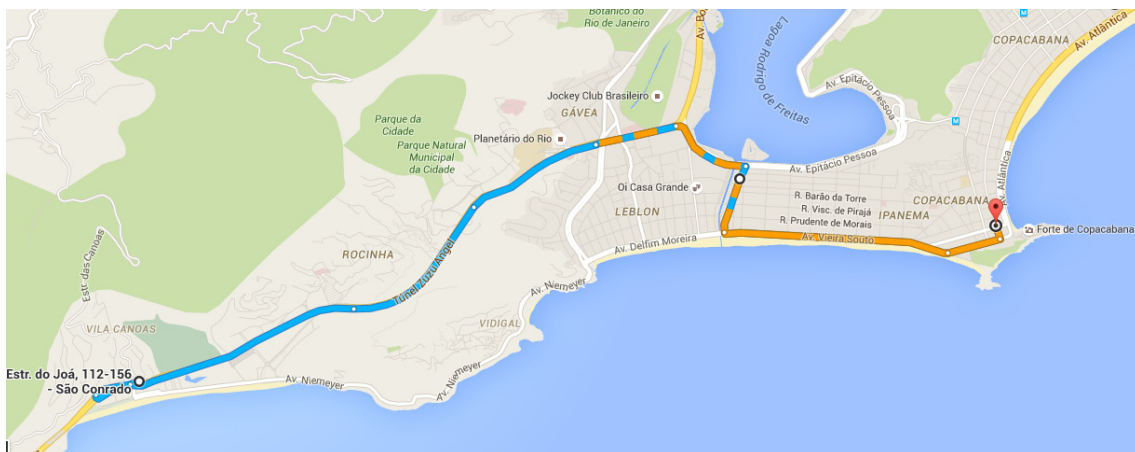 Botânico do
Rio de Janeiro
Av. Bo
Lagoa Rodrigo de Freitas
COPACABANA
Av. Atlântica
Av. Epitácio Pessoa
Jockey Club Brasileiro
GÁVEA
Parque da
Cidade
Parque Natural
Municipal
da Cidade
Planetário do Rio
M
Av. Epitácio Pessoa
Av. Atlântica
Oi Casa Grande
R. Barão da Torre
R. Visc. de Pirajá
R. Prudente de Morais
COPACABANA
IPANEMA
LEBLON
Forte de Copacabana
Av. Vieira Souto
Av. Delfim Moreira
Estr. das Canoas
ROCINHA
Túnel Zuzu Angel
Av. Niemeyer
VILA CANOAS
VIDIGAL
Estr. do Joá, 112-156
- São Conrado
Av. Niemeyer
Av. Niemeyer
M